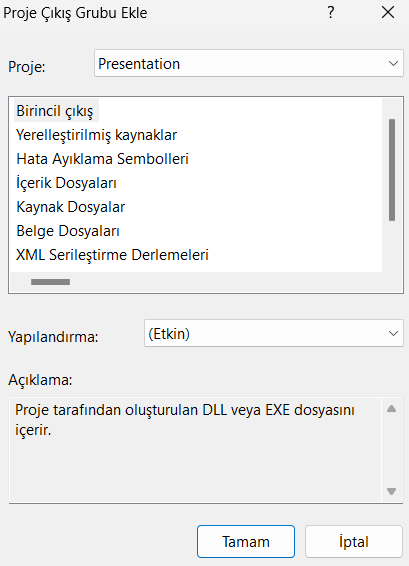 Proje Çıkış Grubu Ekle
?
Proje: Presentation
Birincil çıkış
Yerelleştirilmiş kaynaklar
Hata Ayıklama Sembolleri
İçerik Dosyaları
Kaynak Dosyalar
Belge Dosyaları
XML Serileştirme Derlemeleri
Yapılandırma: (Etkin)
Açıklama:
Proje tarafından oluşturulan DLL veya EXE dosyasını
içerir.
Tamam İptal